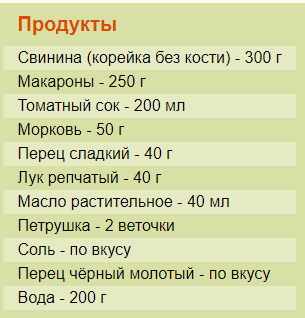 Продукты
Свинина (корейка без кости) - 300 г
Макароны - 250 г
Томатный сок - 200 мл
Морковь - 50 г
Перец сладкий - 40 г
Лук репчатый - 40 г
Масло растительное - 40 мл
Петрушка - 2 веточки
Соль - по вкусу
Перец чёрный молотый - по вкусу
Вода - 200 г